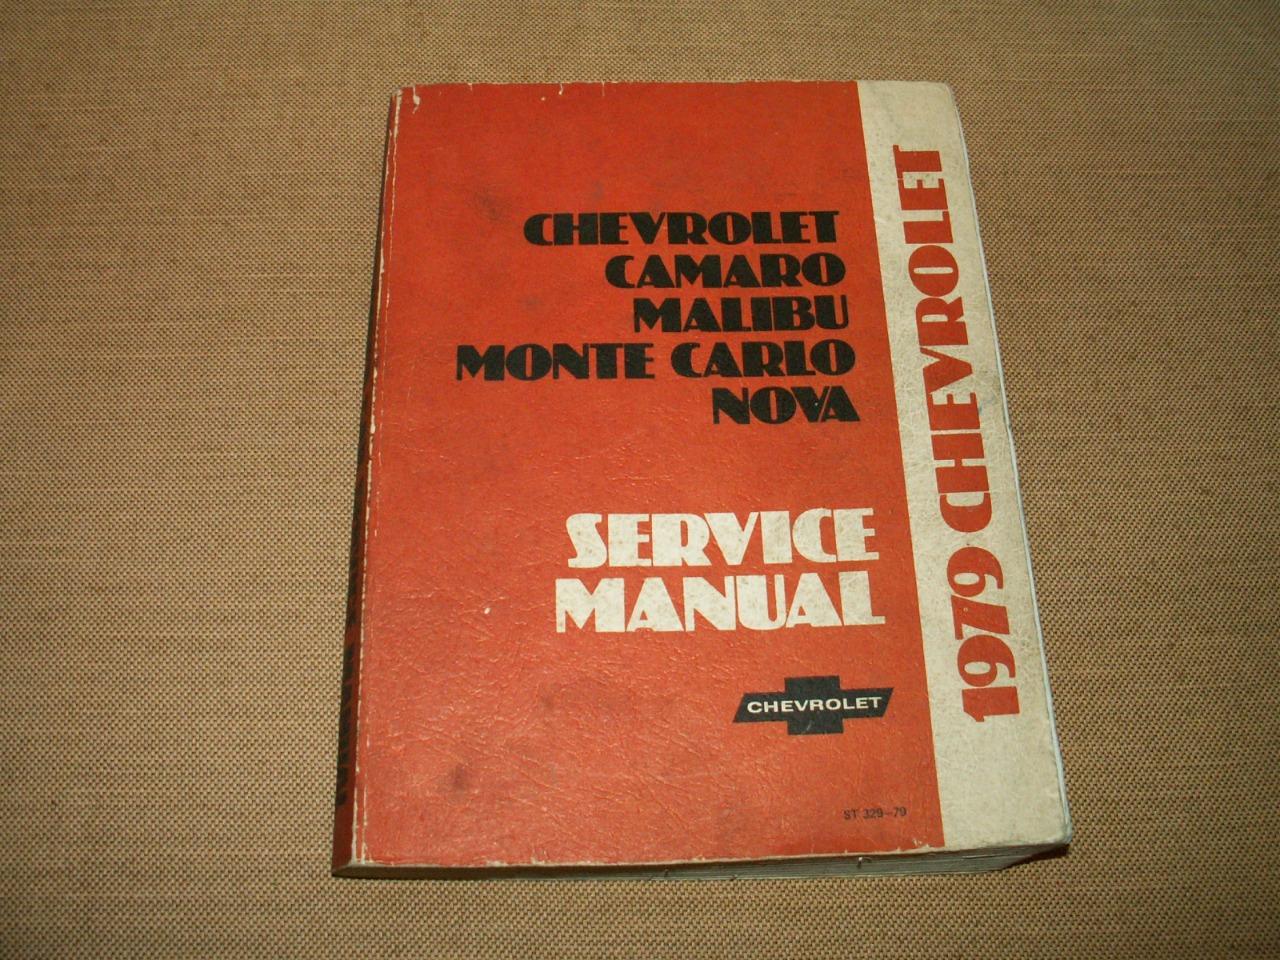 CHEVROLET
CAMARO
MALIBU
MONTE CARLO
NOVA
SERVICE
MANUAL
CHEVROLET
ST 329-79
1979 CHEVROLET